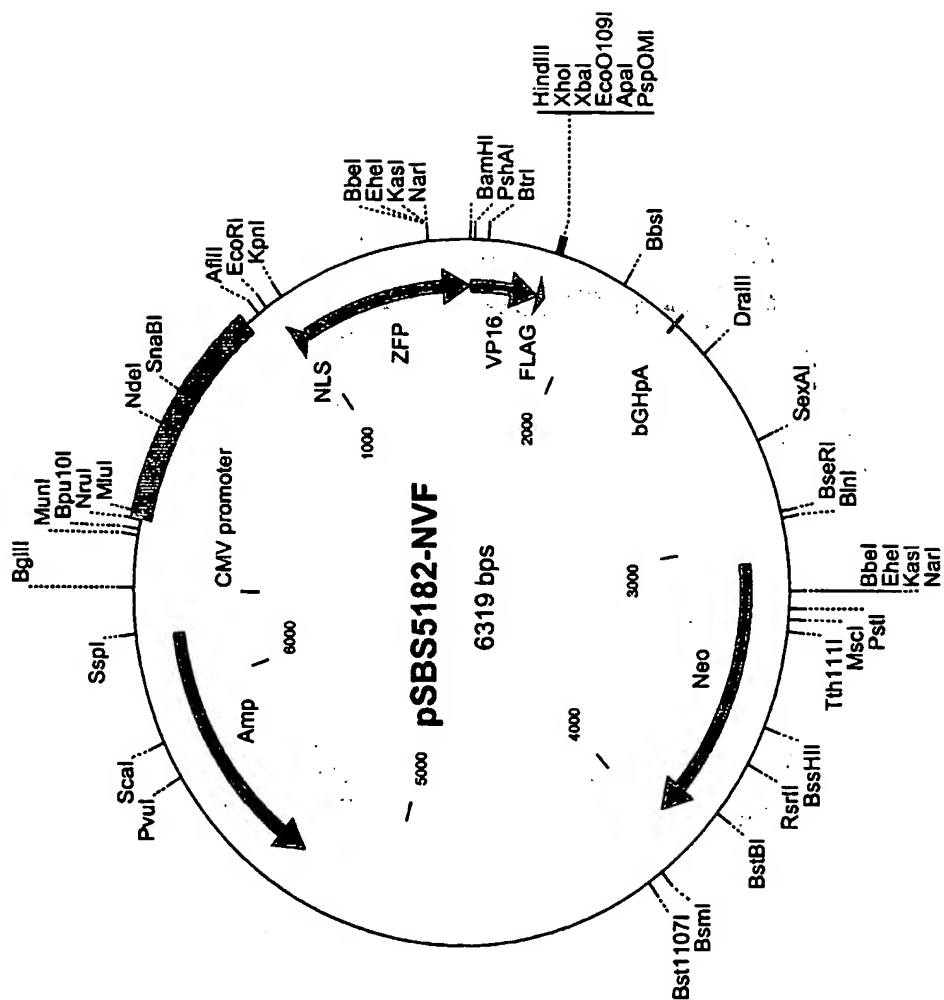 pSBS5182-NVF
6319 bps
BglII
MunI
Bpu10I
NruI
MluI
NdeI
SnaBI
AflII
EcoRI
KpnI
BbeI
EheI
KasI
NarI
BamHI
PshAI
BtrI
HindIII
XhoI
XbaI
EcoO109I
ApaI
PspOMI
BbsI
DraIII
SexAI
BseRI
BlnI
BbeI
EheI
KasI
NarI
PstI
MscI
Tth111I
BssHII
RsrII
BstBI
BsmI
Bst1107I
PvuI
ScaI
SspI
CMV promoter
NLS
ZFP
VP16
FLAG
bGHpA
Neo
Amp
1000
2000
3000
4000
5000
6000